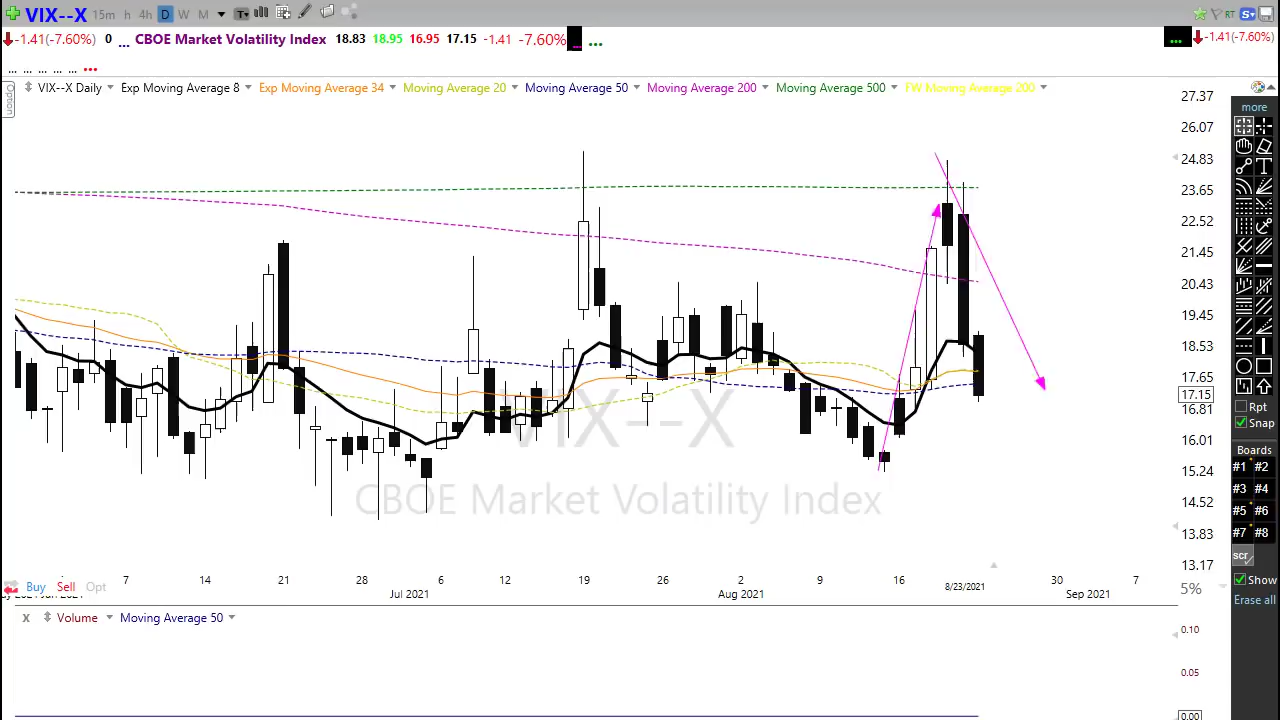 VIX--X 15m h 4h D W M T RT S
-1.41(-7.60%) 0 ... CBOE Market Volatility Index 18.83 18.95 16.95 17.15 -1.41 -7.60% ... ... ... -1.41(-7.60%)
... ... ... ... ... ...
Option
VIX--X Daily Exp Moving Average 8 Exp Moving Average 34 Moving Average 20 Moving Average 50 Moving Average 200 Moving Average 500 FW Moving Average 200
27.37
26.07
24.83
23.65
22.52
21.45
20.43
19.45
18.53
17.65
17.15
16.81
16.01
15.24
14.52
13.83
13.17
VIX--X
CBOE Market Volatility Index
more
Rpt
Snap
Boards
#1 #2
#3 #4
#5 #6
#7 #8
scr
Show
Erase all
7 14 21 28 6 12 19 26 2 9 16 8/23/2021 30 7
Buy Sell Opt
Jul 2021 Aug 2021 Sep 2021
5%
x Volume Moving Average 50
0.10
0.05
0.00